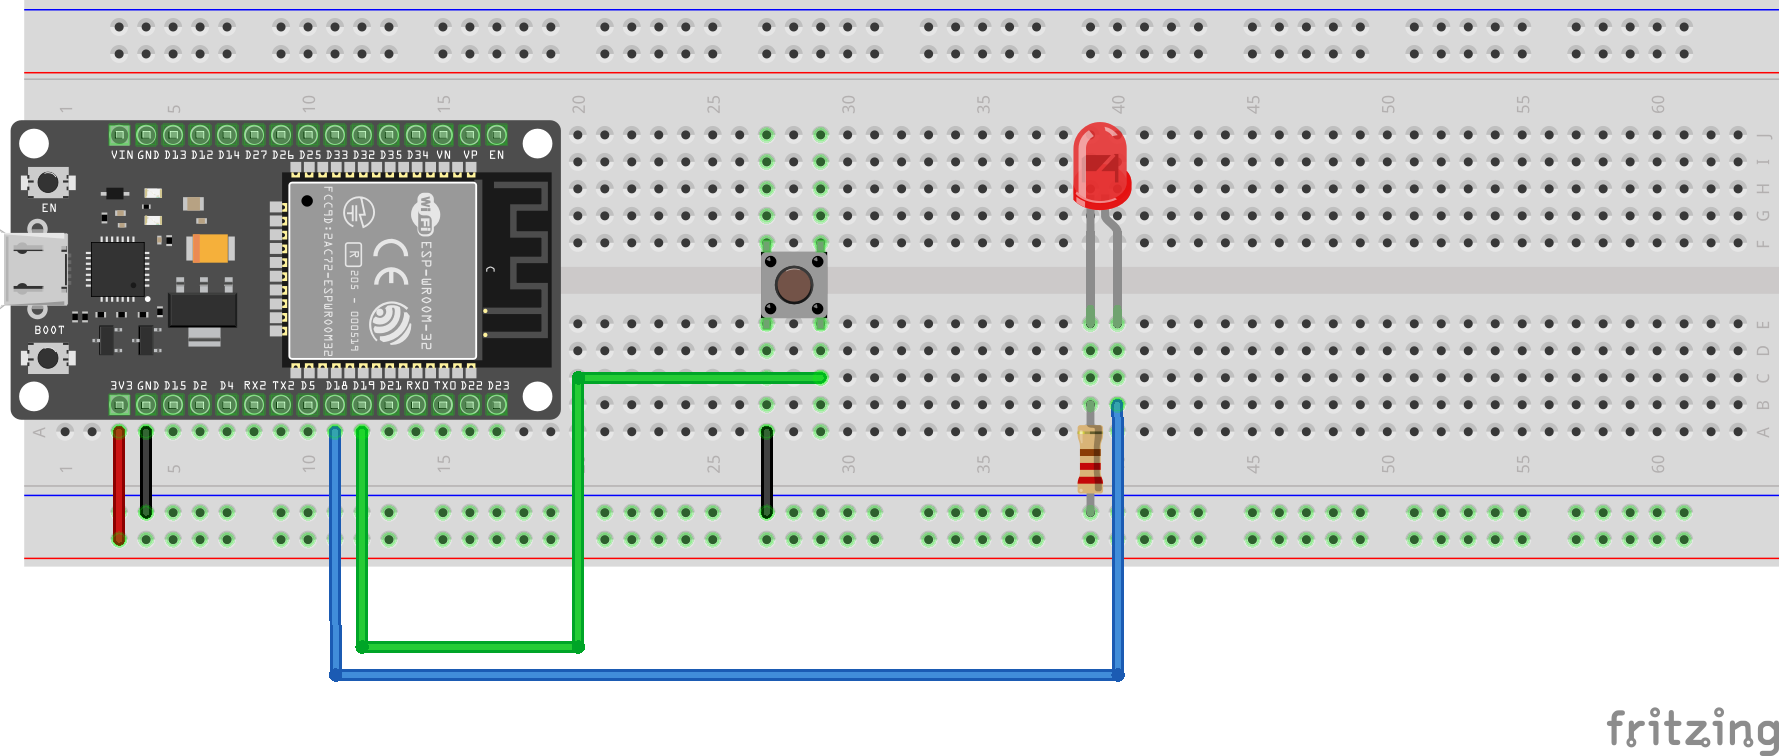 1 5 10 15 20 25 30 35 40 45 50 55 60
J
I
H
G
F
VIN GND D13 D12 D14 D27 D26 D25 D33 D32 D35 D34 VN VP EN
EN
FCC ID:2AC7Z-ESPWROOM32
R
205 - 000519
CE
WiFi
ESP-WROOM-32
C
BOOT
3V3 GND D15 D2 D4 RX2 TX2 D5 D18 D19 D21 RX0 TX0 D22 D23
E
D
C
B
A A
1 5 10 15 20 25 30 35 45 50 55 60
fritzing